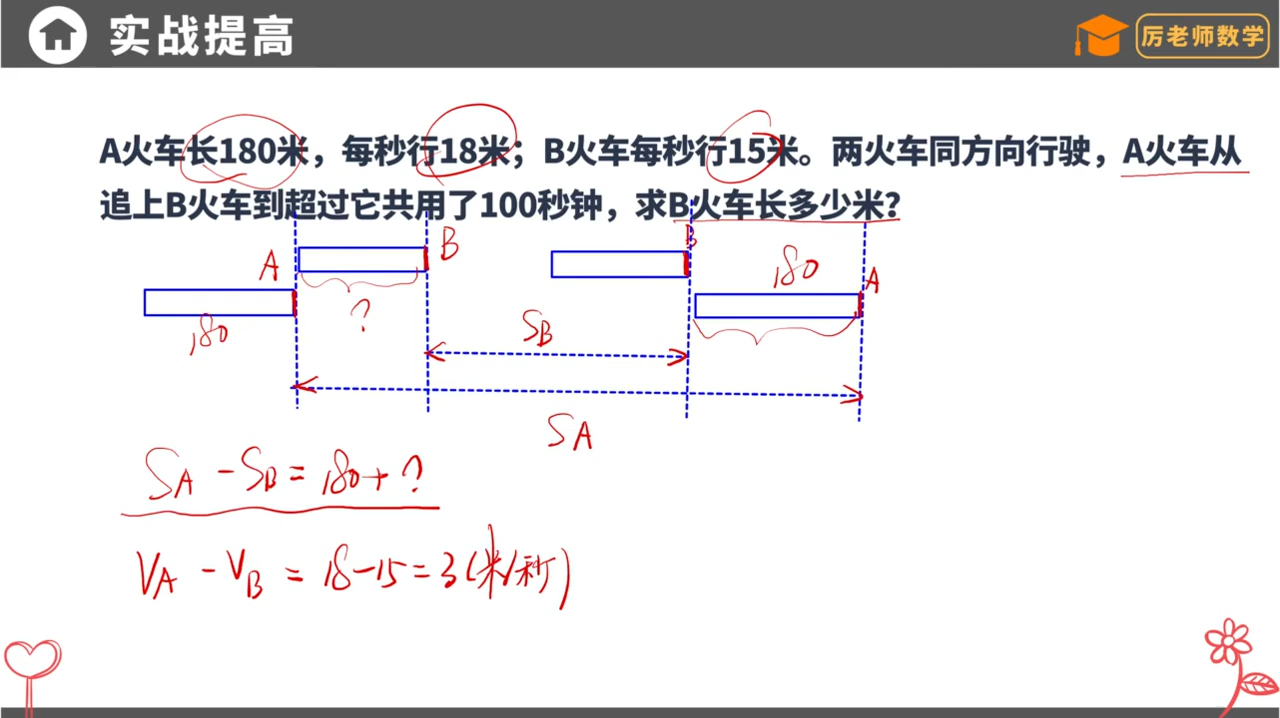 实战提高
厉老师数学
A火车长180米，每秒行18米；B火车每秒行15米。两火车同方向行驶，A火车从
追上B火车到超过它共用了100秒钟，求B火车长多少米？
A B B 180 A
180 ?
SB
SA
SA - SB = 180 + ?
VA - VB = 18 - 15 = 3 (米/秒)